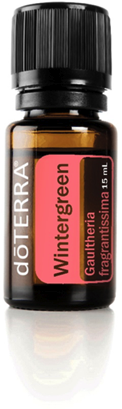 dōTERRA
Wintergreen
Gaultheria
fragrantissima 15 mL